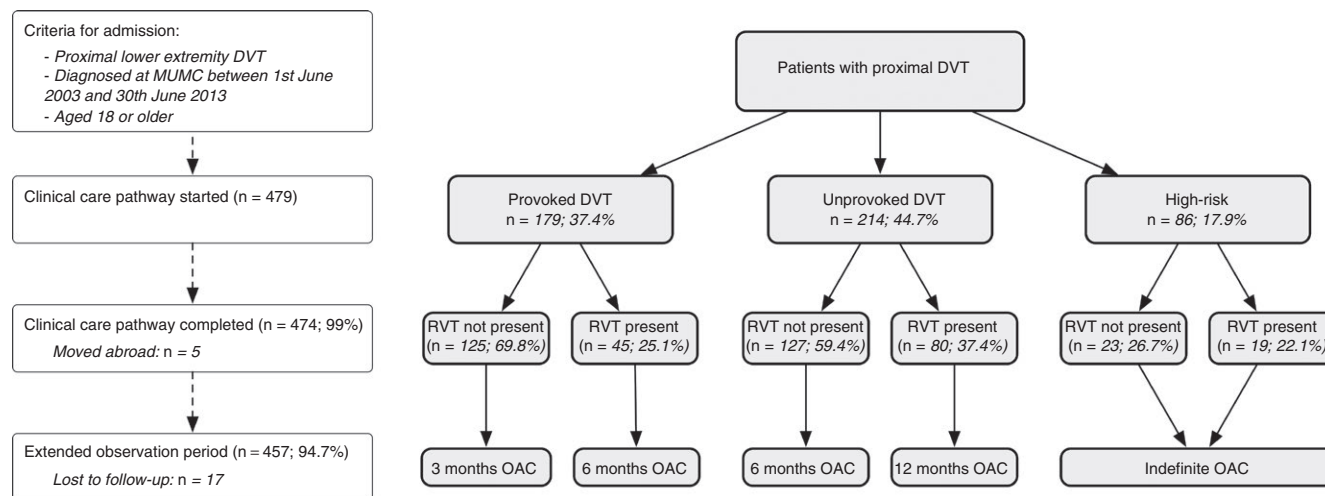 Criteria for admission:
- Proximal lower extremity DVT
- Diagnosed at MUMC between 1st June
2003 and 30th June 2013
- Aged 18 or older
Clinical care pathway started (n = 479)
Clinical care pathway completed (n = 474; 99%)
Moved abroad: n = 5
Extended observation period (n = 457; 94.7%)
Lost to follow-up: n = 17
Patients with proximal DVT
Provoked DVT
n = 179; 37.4%
Unprovoked DVT
n = 214; 44.7%
High-risk
n = 86; 17.9%
RVT not present
(n = 125; 69.8%)
RVT present
(n = 45; 25.1%)
RVT not present
(n = 127; 59.4%)
RVT present
(n = 80; 37.4%)
RVT not present
(n = 23; 26.7%)
RVT present
(n = 19; 22.1%)
3 months OAC
6 months OAC
6 months OAC
12 months OAC
Indefinite OAC